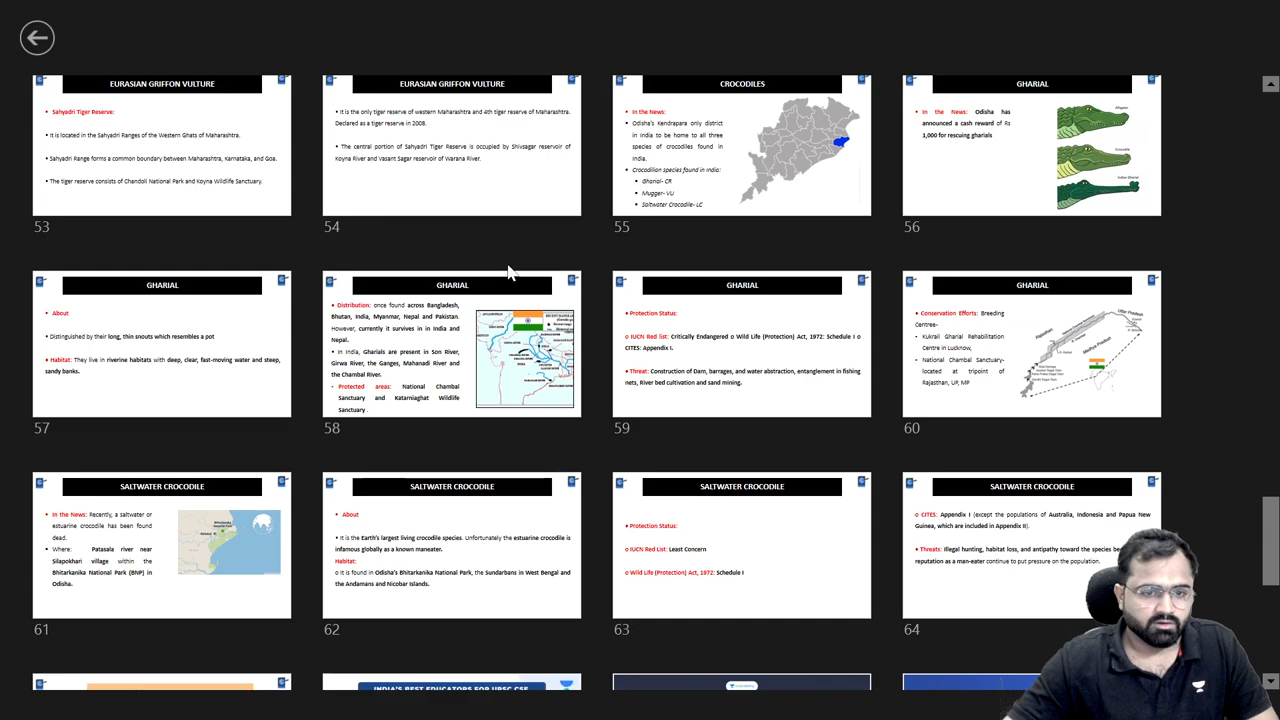 EURASIAN GRIFFON VULTURE
• Sahyadri Tiger Reserve:
• It is located in the Sahyadri Ranges of the Western Ghats of Maharashtra.
• Sahyadri Range forms a common boundary between Maharashtra, Karnataka, and Goa.
• The tiger reserve consists of Chandoli National Park and Koyna Wildlife Sanctuary.
53
EURASIAN GRIFFON VULTURE
• It is the only tiger reserve of western Maharashtra and 4th tiger reserve of Maharashtra.
Declared as a tiger reserve in 2008.
• The central portion of Sahyadri Tiger Reserve is occupied by Shivsagar reservoir of
Koyna River and Vasant Sagar reservoir of Warana River.
54
CROCODILES
• In the News:
• Odisha's Kendrapara only district
in India to be home to all three
species of crocodiles found in
India.
• Crocodilian species found in India:
• Gharial- CR
• Mugger- VU
• Saltwater Crocodile- LC
55
GHARIAL
• In the News: Odisha has
announced a cash reward of Rs
1,000 for rescuing gharials
Alligator
Crocodile
Indian Gharial
56
GHARIAL
• About
• Distinguished by their long, thin snouts which resembles a pot
• Habitat: They live in riverine habitats with deep, clear, fast-moving water and steep,
sandy banks.
57
GHARIAL
• Distribution: once found across Bangladesh,
Bhutan, India, Myanmar, Nepal and Pakistan.
However, currently it survives in in India and
Nepal.
• In India, Gharials are present in Son River,
Girwa River, the Ganges, Mahanadi River and
the Chambal River.
• Protected areas: National Chambal
Sanctuary and Katarniaghat Wildlife
Sanctuary .
58
GHARIAL
• Protection Status:
• IUCN Red list: Critically Endangered o Wild Life (Protection) Act, 1972: Schedule I o
CITES: Appendix I.
• Threat: Construction of Dam, barrages, and water abstraction, entanglement in fishing
nets, River bed cultivation and sand mining.
59
GHARIAL
• Conservation Efforts: Breeding
Centree-
- Kukrail Gharial Rehabilitation
Centre in Lucknow,
- National Chambal Sanctuary-
located at tripoint of
Rajasthan, UP, MP
Rajasthan
Uttar Pradesh
Madhya Pradesh
60
SALTWATER CROCODILE
• In the News: Recently, a saltwater or
estuarine crocodile has been found
dead.
• Where: Patasala river near
Silapokhari village within the
Bhitarkanika National Park (BNP) in
Odisha.
61
SALTWATER CROCODILE
• About
• It is the Earth's largest living crocodile species. Unfortunately the estuarine crocodile is
infamous globally as a known maneater.
Habitat:
o It is found in Odisha's Bhitarkanika National Park, the Sundarbans in West Bengal and
the Andamans and Nicobar Islands.
62
SALTWATER CROCODILE
• Protection Status:
o IUCN Red List: Least Concern
o Wild Life (Protection) Act, 1972: Schedule I
63
SALTWATER CROCODILE
o CITES: Appendix I (except the populations of Australia, Indonesia and Papua New
Guinea, which are included in Appendix II).
• Threats: Illegal hunting, habitat loss, and antipathy toward the species
reputation as a man-eater continue to put pressure on the population.
64
INDIA'S BEST EDUCATORS FOR UPSC CSE